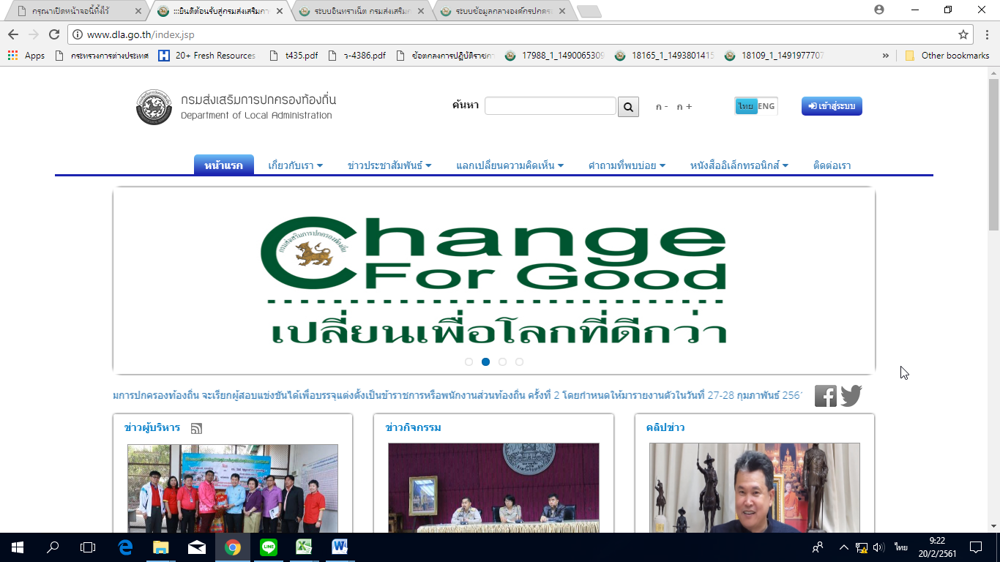 กรุณาเปิดหน้าจอนี้ทิ้งไว้
:::ยินดีต้อนรับสู่กรมส่งเสริมกา
ระบบอินทราเน็ต กรมส่งเสริมก
ระบบข้อมูลกลางองค์กรปกคร
www.dla.go.th/index.jsp
Apps
กระทรวงการต่างประเทศ
20+ Fresh Resources
t435.pdf
ว-4386.pdf
ข้อตกลงการปฏิบัติราชกา
17988_1_1490065309
18165_1_1493801415
18109_1_1491977707
»
Other bookmarks
กรมส่งเสริมการปกครองท้องถิ่น
Department of Local Administration
ค้นหา
ก -
ก +
ไทย
ENG
เข้าสู่ระบบ
หน้าแรก
เกี่ยวกับเรา
ข่าวประชาสัมพันธ์
แลกเปลี่ยนความคิดเห็น
คำถามที่พบบ่อย
หนังสืออิเล็กทรอนิกส์
ติดต่อเรา
กรมส่งเสริมการปกครองท้องถิ่น
Change
For Good
เปลี่ยนเพื่อโลกที่ดีกว่า
มการปกครองท้องถิ่น จะเรียกผู้สอบแข่งขันได้เพื่อบรรจุแต่งตั้งเป็นข้าราชการหรือพนักงานส่วนท้องถิ่น ครั้งที่ 2 โดยกำหนดให้มารายงานตัวในวันที่ 27-28 กุมภาพันธ์ 2561
ข่าวผู้บริหาร
ข่าวกิจกรรม
คลิปข่าว
LINE
ไทย
9:22
20/2/2561